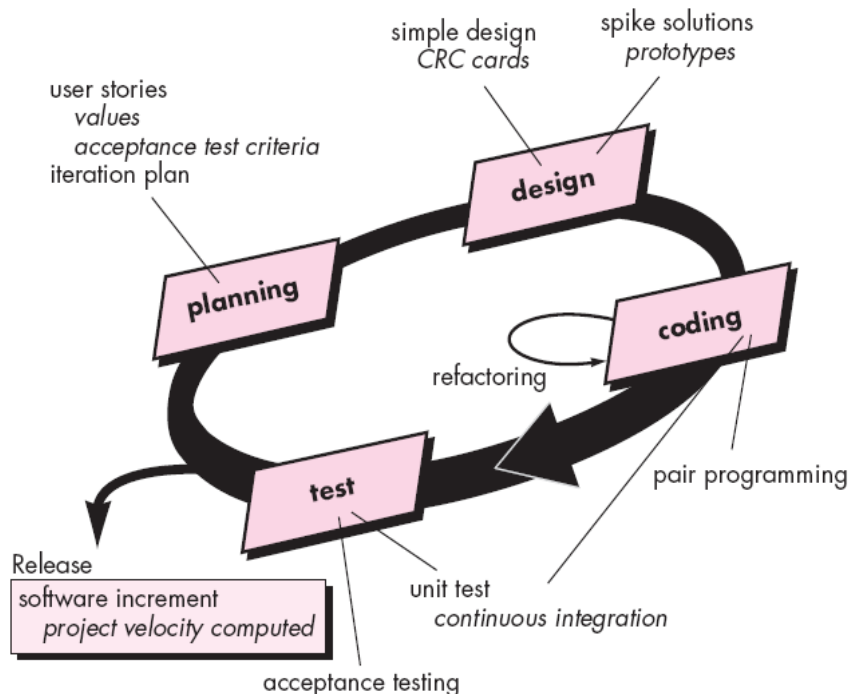 simple design
CRC cards
spike solutions
prototypes
user stories
values
acceptance test criteria
iteration plan
design
planning
coding
refactoring
pair programming
test
Release
software increment
project velocity computed
unit test
continuous integration
acceptance testing